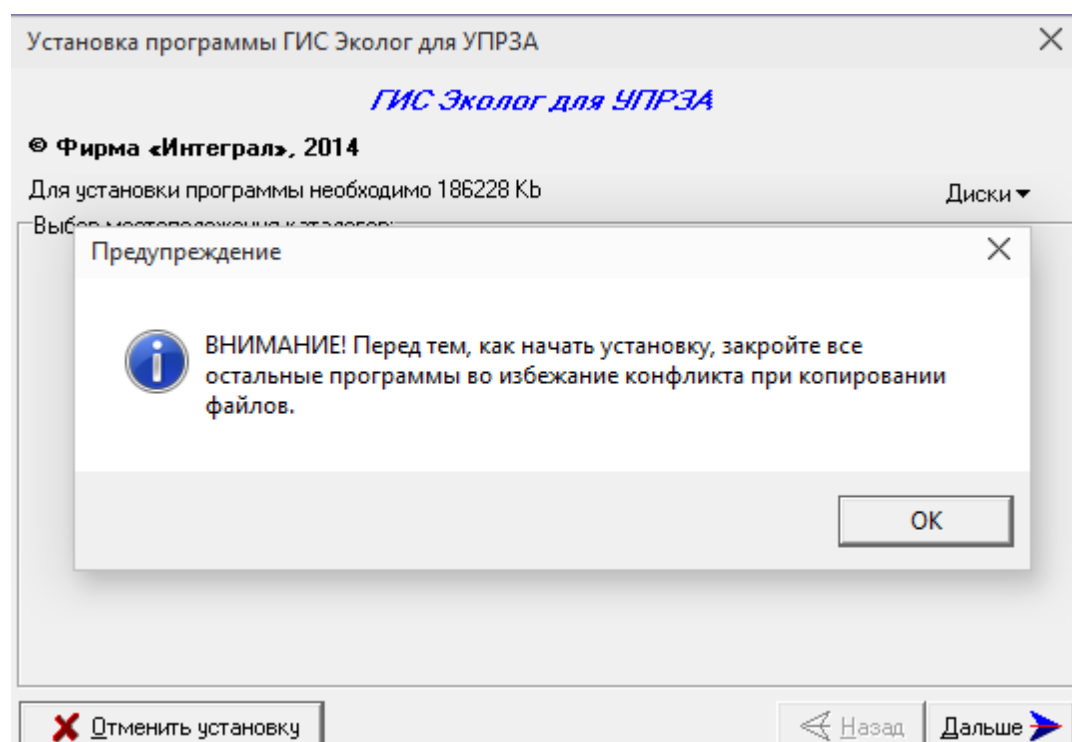 Установка программы ГИС Эколог для УПРЗА
ГИС Эколог для УПРЗА
© Фирма «Интеграл», 2014
Для установки программы необходимо 186228 Kb
Диски
Предупреждение
ВНИМАНИЕ! Перед тем, как начать установку, закройте все
остальные программы во избежание конфликта при копировании
файлов.
OK
Отменить установку
Назад
Дальше